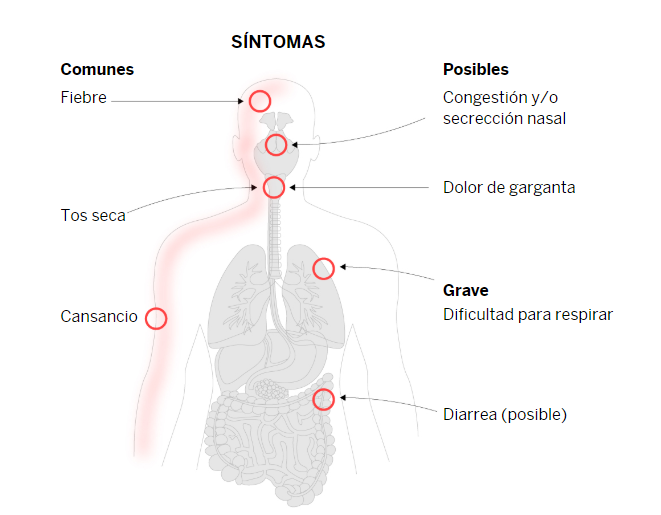 SÍNTOMAS
Comunes
Fiebre
Tos seca
Cansancio
Posibles
Congestión y/o
secrección nasal
Dolor de garganta
Grave
Dificultad para respirar
Diarrea (posible)